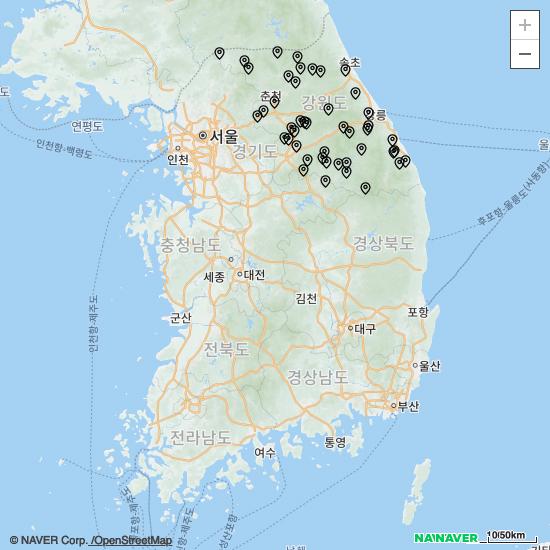 +
−
속초
춘천
강원도
강릉
연평도
인천항-백령도
서울
인천
경기도
울
후포항-울릉도(사동항)
충청남도
경상북도
세종
대전
인천항-제주도
김천
군산
포항
전북도
대구
경상남도
울산
부산
전라남도
통영
여수
© NAVER Corp. /OpenStreetMap
NAVER
10/50km